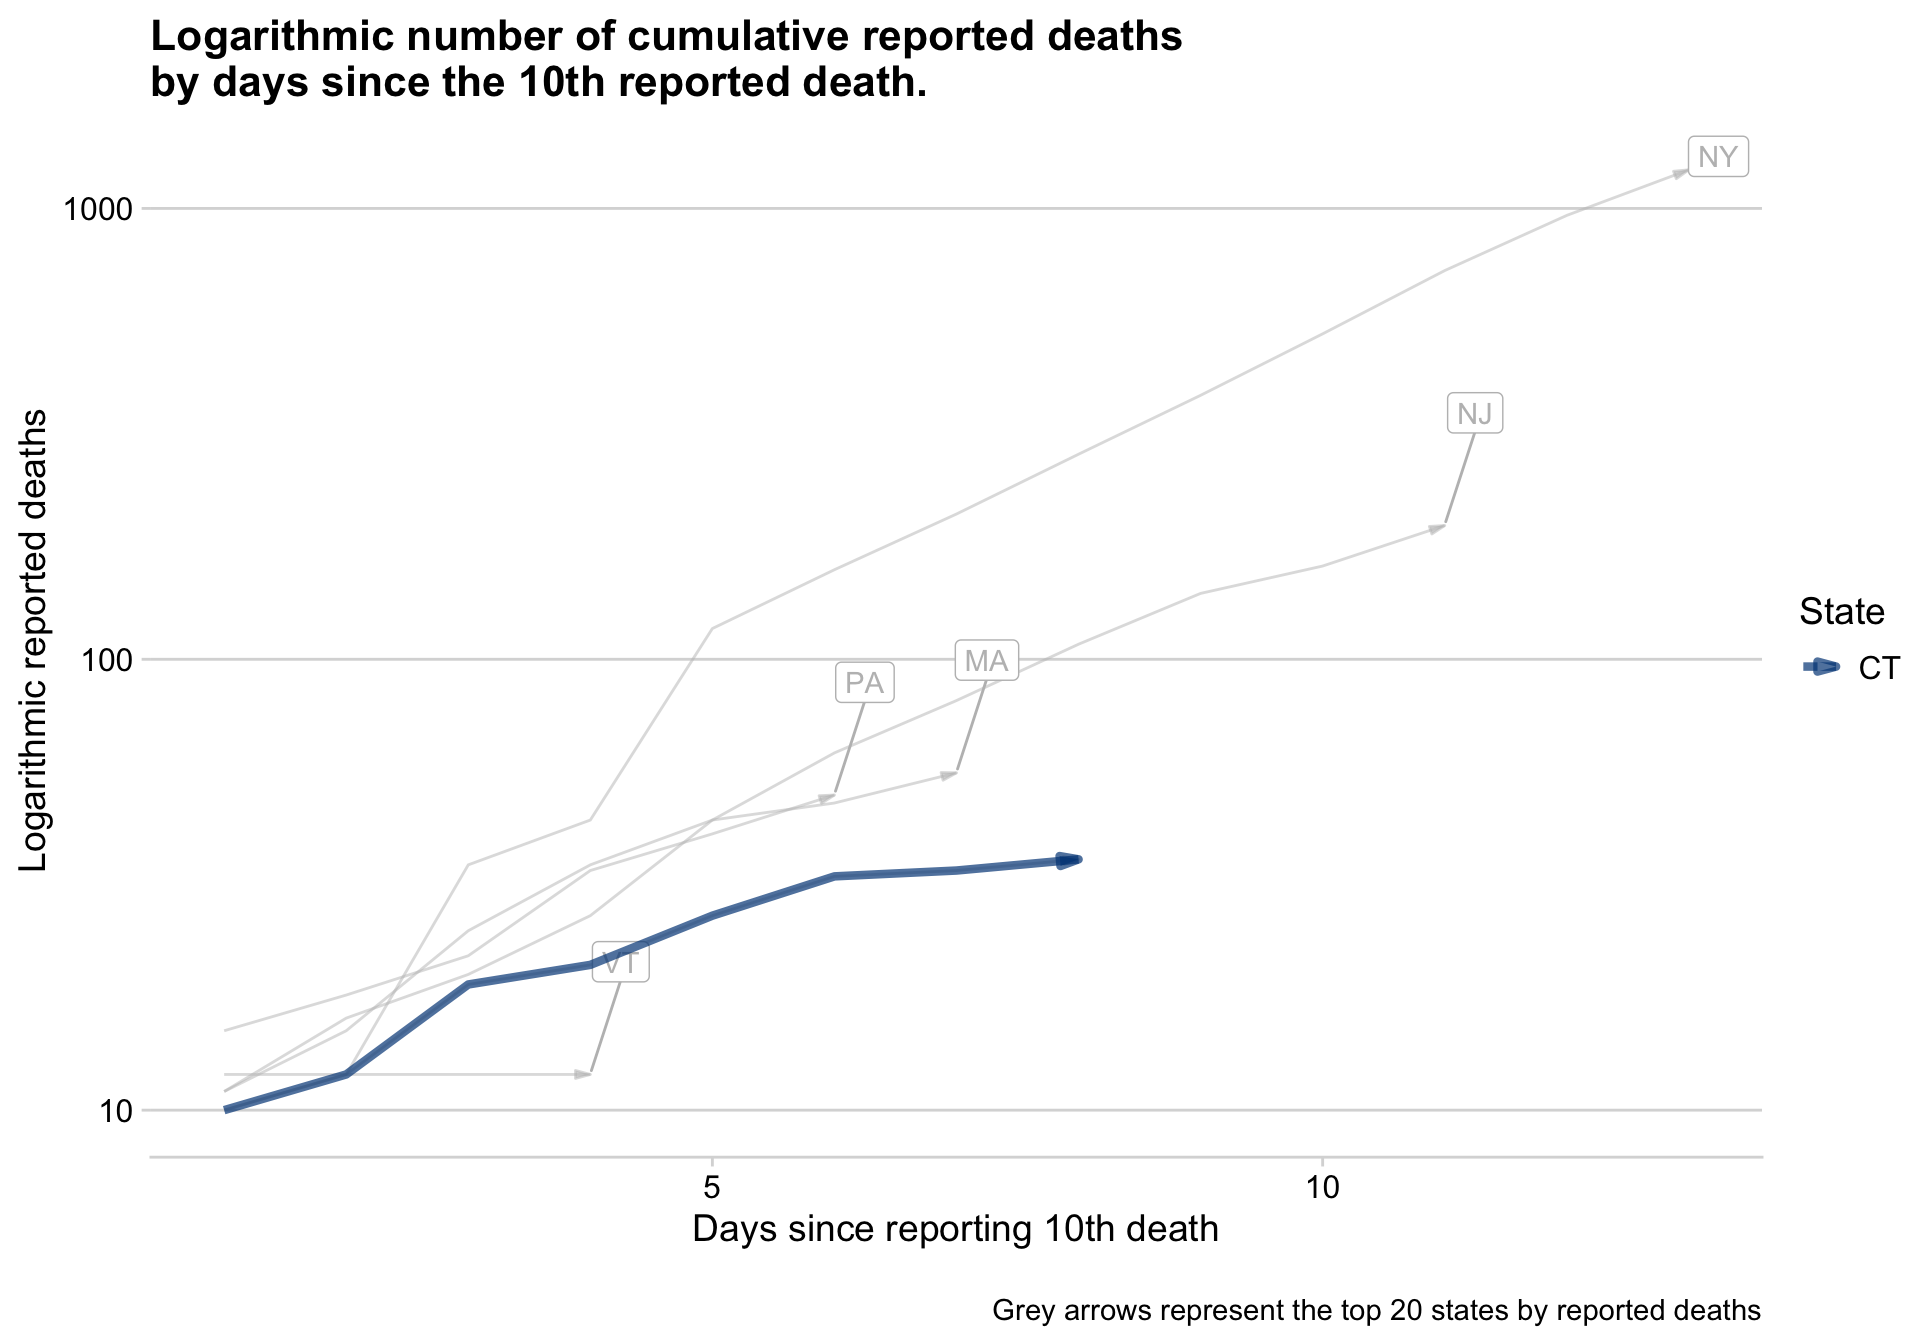 Logarithmic number of cumulative reported deaths
by days since the 10th reported death.
NY
1000
NJ
Logarithmic reported deaths
State
CT
100
MA
PA
VT
10
5
10
Days since reporting 10th death
Grey arrows represent the top 20 states by reported deaths